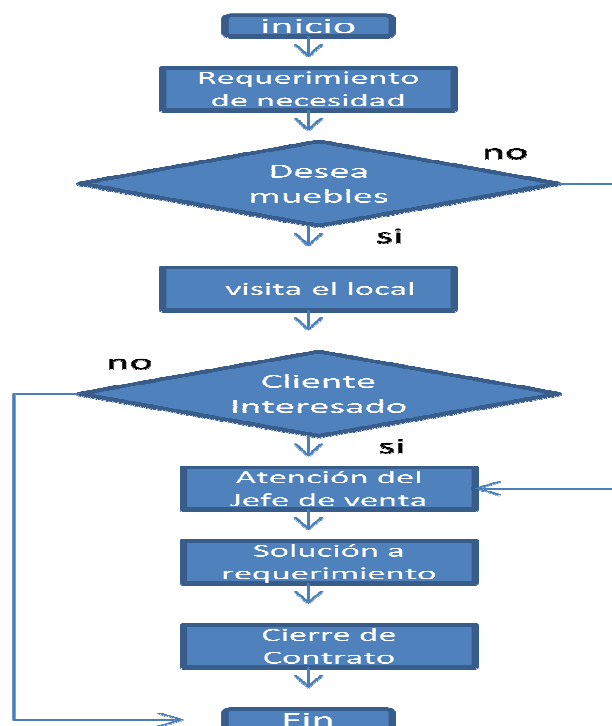 inicio
Requerimiento
de necesidad
no
Desea
muebles
si
visita el local
no
Cliente
Interesado
si
Atención del
Jefe de venta
Solución a
requerimiento
Cierre de
Contrato
Fin